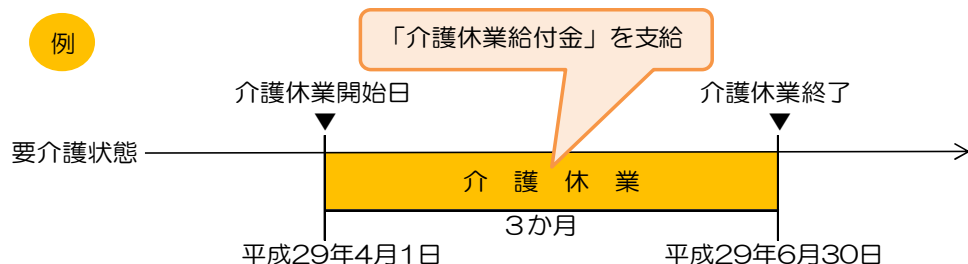 例
「介護休業給付金」を支給
介護休業開始日
介護休業終了
▼
▼
要介護状態
介 護 休 業
3か月
平成29年4月1日
平成29年6月30日